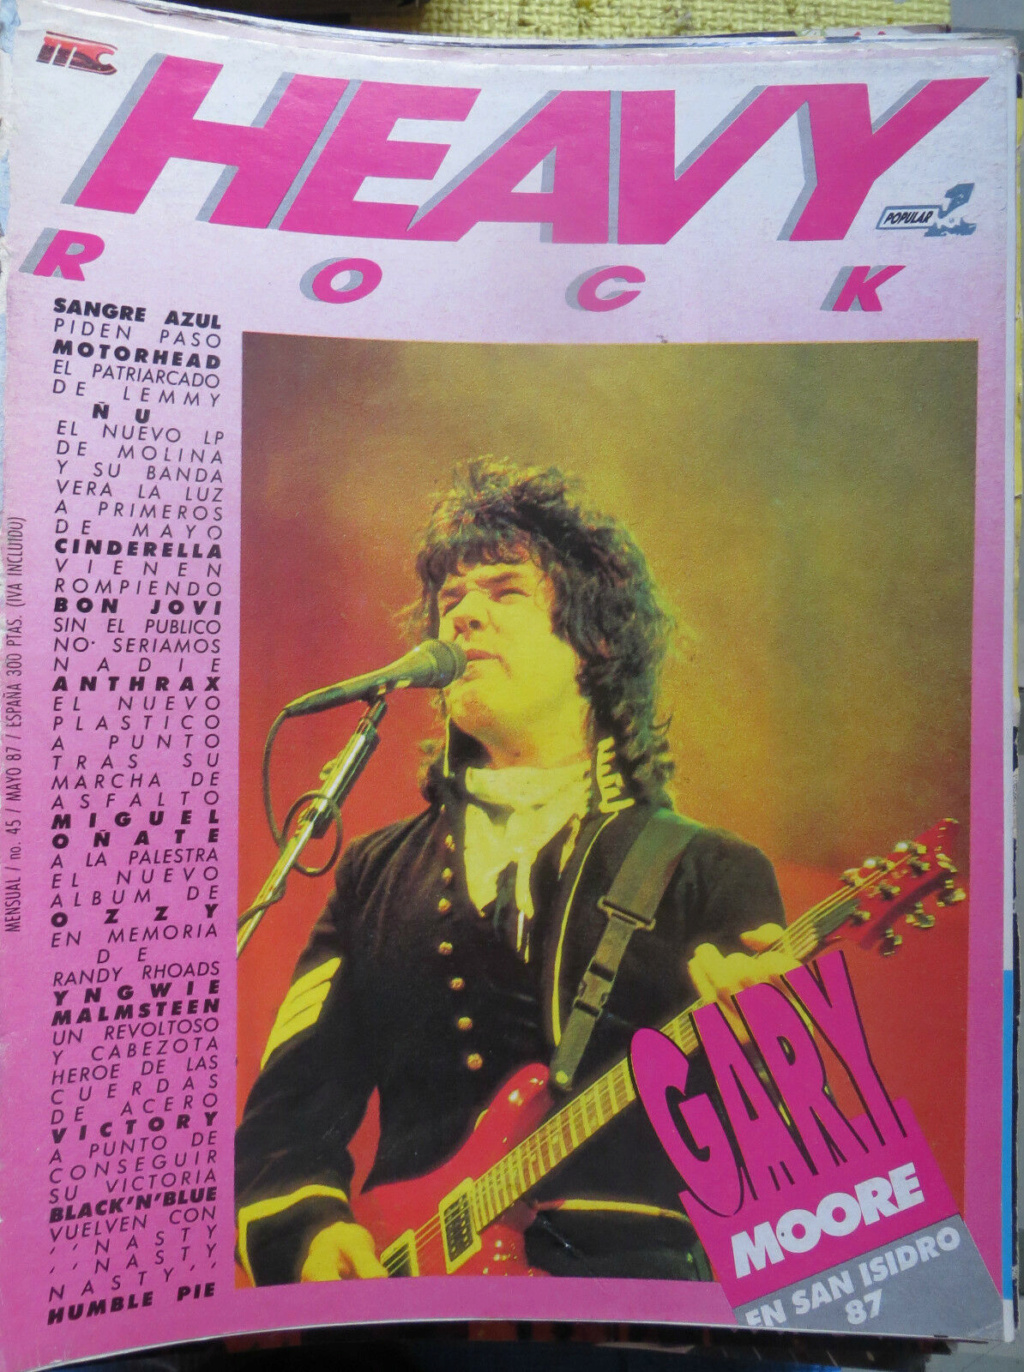 HEAVY
POPULAR 1
ROCK
SANGRE AZUL
PIDEN PASO
MOTORHEAD
EL PATRIARCADO
DE LEMMY
ÑU
EL NUEVO LP
DE MOLINA
Y SU BANDA
VERA LA LUZ
A PRIMEROS
DE MAYO
CINDERELLA
VIENEN
ROMPIENDO
BON JOVI
SIN EL PUBLICO
NO SERIAMOS
NADIE
ANTHRAX
EL NUEVO
PLASTICO
A PUNTO
TRAS SU
MARCHA DE
ASFALTO
MIGUEL
OÑATE
A LA PALESTRA
EL NUEVO
ALBUM DE
OZZY
EN MEMORIA
DE
RANDY RHOADS
YNGWIE
MALMSTEEN
UN REVOLTOSO
Y CABEZOTA
HEROE DE LAS
CUERDAS
DE ACERO
VICTORY
A PUNTO DE
CONSEGUIR
SU VICTORIA
BLACK'N'BLUE
VUELVEN CON
''NASTY
,,NASTY
NASTY,,
HUMBLE PIE
MENSUAL / no. 45 / MAYO 87 / ESPAÑA 300 PTAS. (IVA INCLUIDO)
GARY
MOORE
EN SAN ISIDRO
87